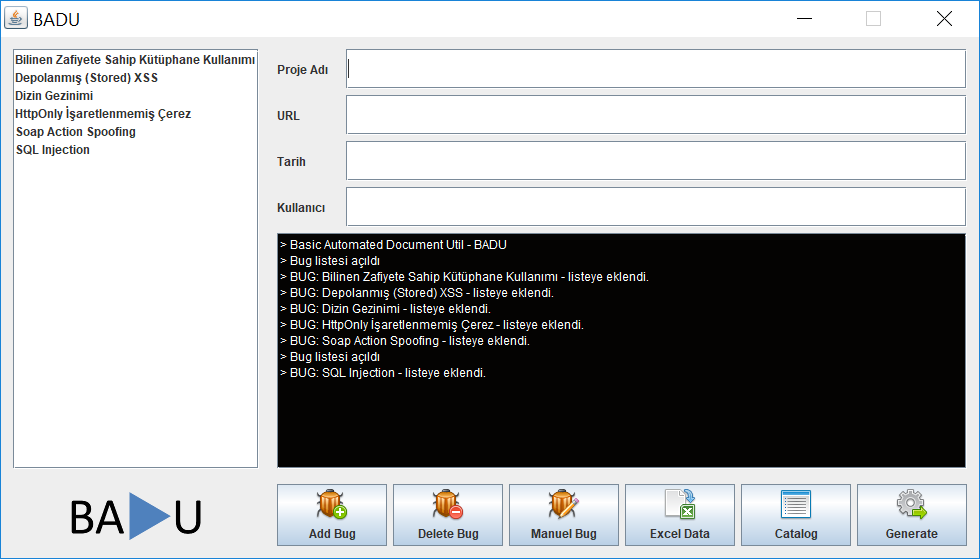 BADU
Bilinen Zafiyete Sahip Kütüphane Kullanımı
Depolanmış (Stored) XSS
Dizin Gezinimi
HttpOnly İşaretlenmemiş Çerez
Soap Action Spoofing
SQL Injection
Proje Adı
URL
Tarih
Kullanıcı
> Basic Automated Document Util - BADU
> Bug listesi açıldı
> BUG: Bilinen Zafiyete Sahip Kütüphane Kullanımı - listeye eklendi.
> BUG: Depolanmış (Stored) XSS - listeye eklendi.
> BUG: Dizin Gezinimi - listeye eklendi.
> BUG: HttpOnly İşaretlenmemiş Çerez - listeye eklendi.
> BUG: Soap Action Spoofing - listeye eklendi.
> Bug listesi açıldı
> BUG: SQL Injection - listeye eklendi.
BADU
Add Bug
Delete Bug
Manuel Bug
Excel Data
Catalog
Generate